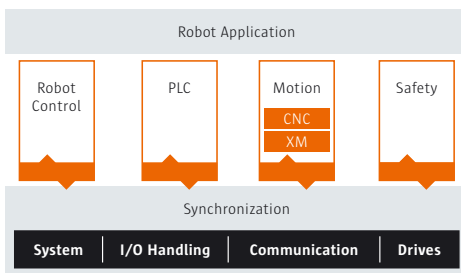 Robot Application
Robot
Control
PLC
Motion
CNC
XM
Safety
Synchronization
System
I/O Handling
Communication
Drives